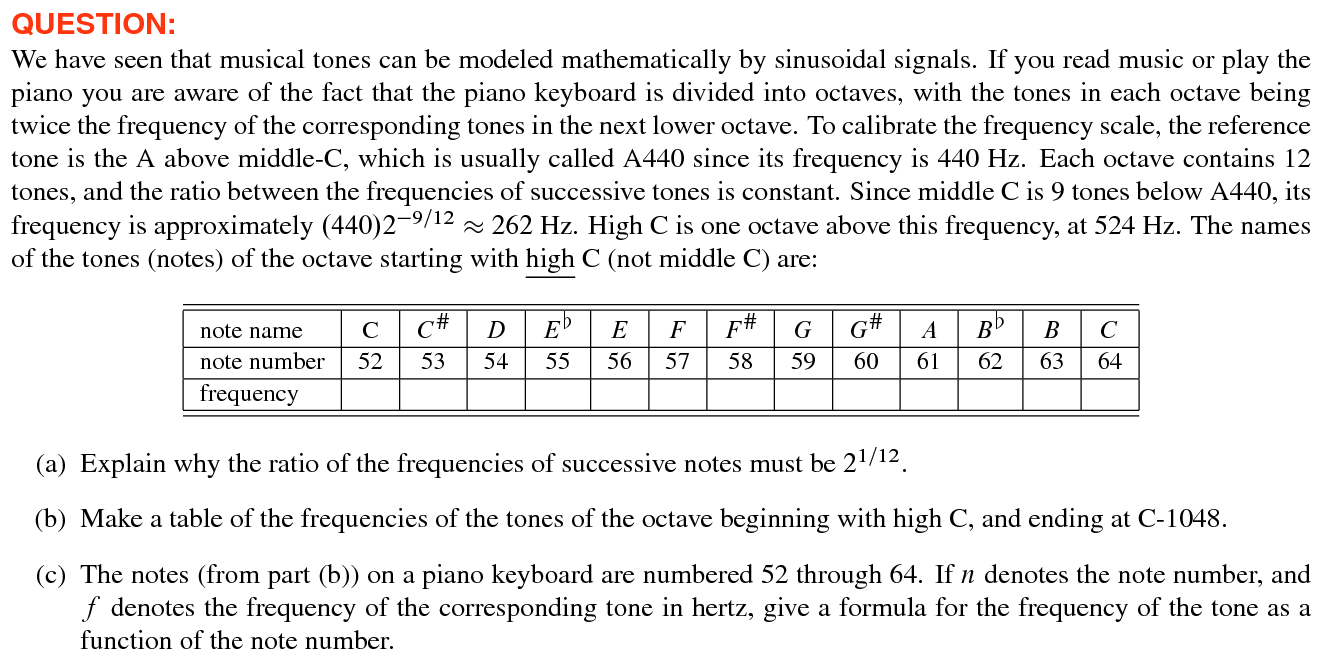 QUESTION:
We have seen that musical tones can be modeled mathematically by sinusoidal signals. If you read music or play the
piano you are aware of the fact that the piano keyboard is divided into octaves, with the tones in each octave being
twice the frequency of the corresponding tones in the next lower octave. To calibrate the frequency scale, the reference
tone is the A above middle-C, which is usually called A440 since its frequency is 440 Hz. Each octave contains 12
tones, and the ratio between the frequencies of successive tones is constant. Since middle C is 9 tones below A440, its
frequency is approximately (440)2^{−9/12} ≈ 262 Hz. High C is one octave above this frequency, at 524 Hz. The names
of the tones (notes) of the octave starting with high C (not middle C) are:
note name C C# D E♭ E F F# G G# A B♭ B C
note number 52 53 54 55 56 57 58 59 60 61 62 63 64
frequency
(a) Explain why the ratio of the frequencies of successive notes must be 2^{1/12}.
(b) Make a table of the frequencies of the tones of the octave beginning with high C, and ending at C-1048.
(c) The notes (from part (b)) on a piano keyboard are numbered 52 through 64. If n denotes the note number, and
f denotes the frequency of the corresponding tone in hertz, give a formula for the frequency of the tone as a
function of the note number.